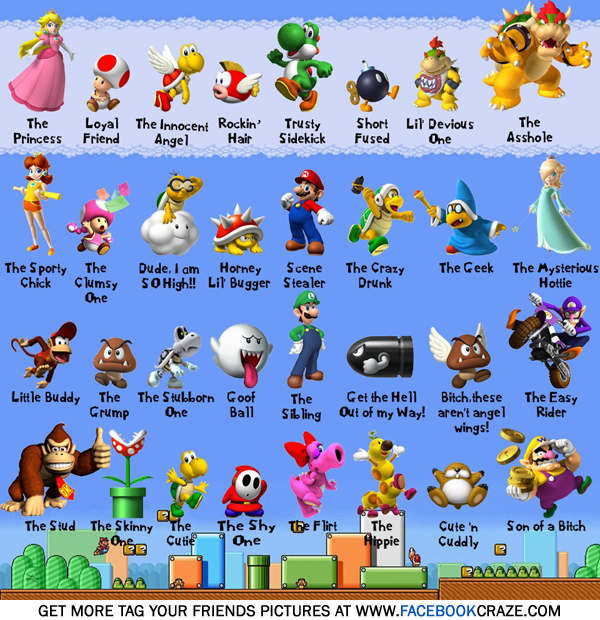 The Princess
Loyal Friend
The Innocent Angel
Rockin' Hair
Trusty Sidekick
Short Fused
Lil' Devious One
The Asshole
The Sporty Chick
The Clumsy One
Dude, I am SO High!!
Horney Lil' Bugger
Scene Stealer
The Crazy Drunk
The Geek
The Mysterious Hottie
Little Buddy
The Grump
The Stubborn One
Goof Ball
The Sibling
Get the Hell Out of my Way!
Bitch,these aren't angel wings!
The Easy Rider
The Stud
The Skinny One
The Cutie
The Shy One
The Flirt
The Hippie
Cute 'n Cuddly
Son of a Bitch
GET MORE TAG YOUR FRIENDS PICTURES AT WWW.FACEBOOKCRAZE.COM